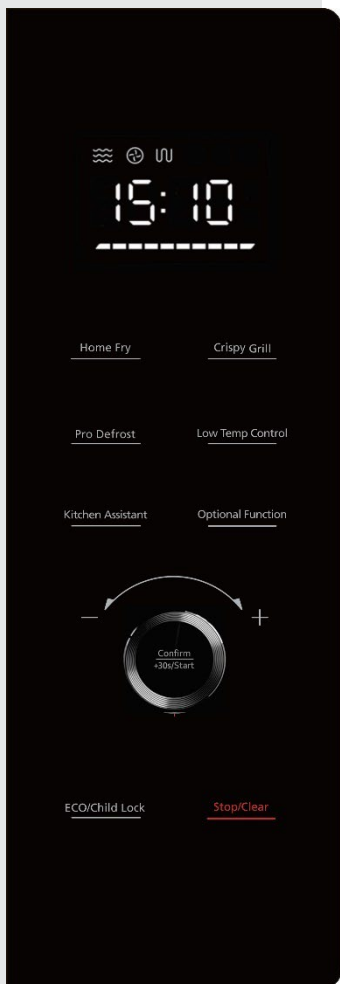 15:10
Home Fry
Crispy Grill
Pro Defrost
Low Temp Control
Kitchen Assistant
Optional Function
− +
Confirm
+30s/Start
ECO/Child Lock
Stop/Clear